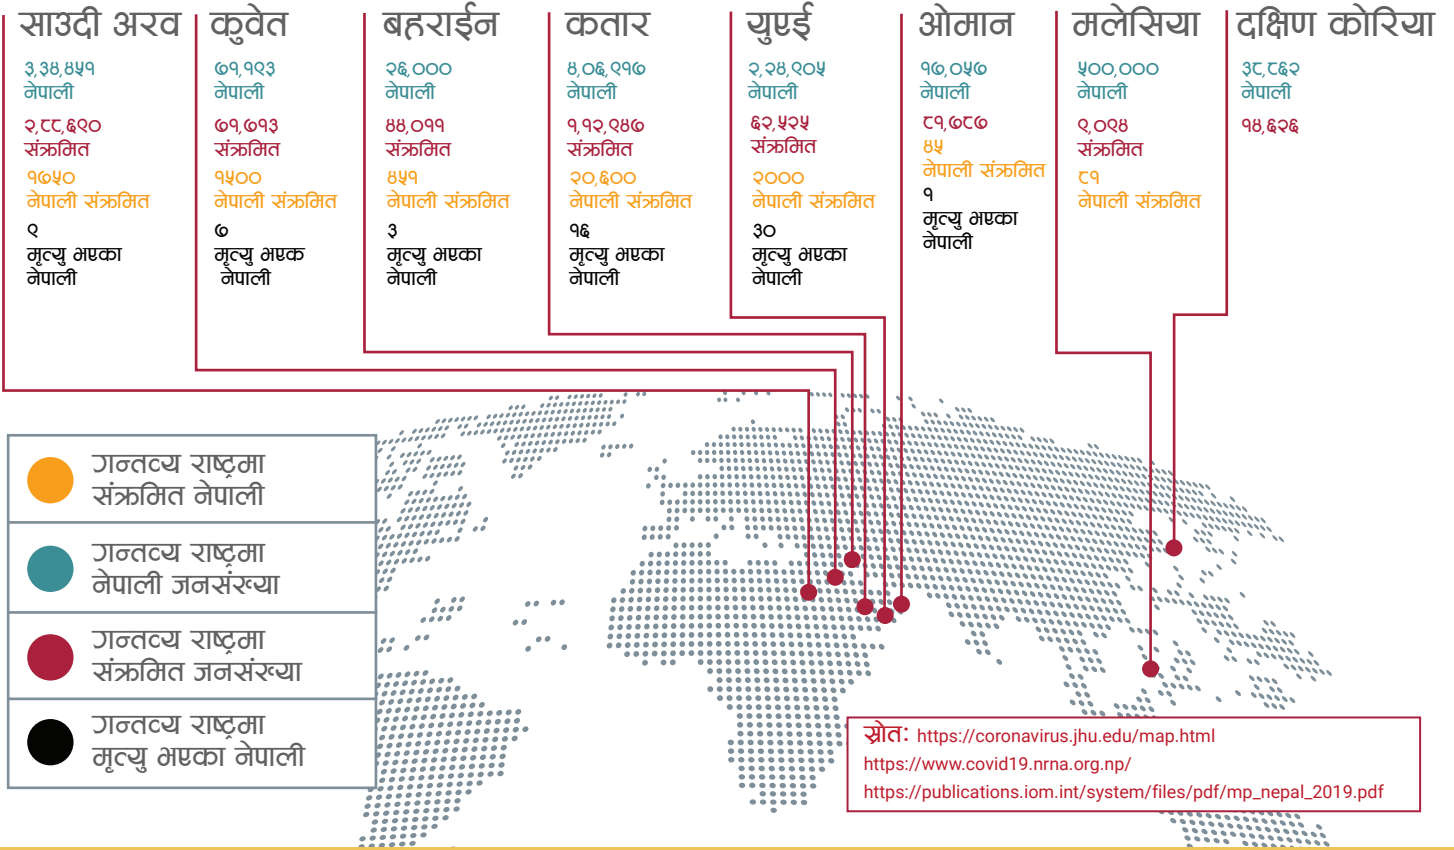 साउदी अरव
३,३४,४५१
नेपाली
२,८८,६९०
संक्रमित
१७५०
नेपाली संक्रमित
९
मृत्यु भएका
नेपाली
कुवेत
७१,१९३
नेपाली
७१,७१३
संक्रमित
१५००
नेपाली संक्रमित
७
मृत्यु भएक
नेपाली
बहराईन
२६,०००
नेपाली
४४,०११
संक्रमित
४५१
नेपाली संक्रमित
३
मृत्यु भएका
नेपाली
कतार
४,०६,९१७
नेपाली
१,१२,९४७
संक्रमित
२०,६००
नेपाली संक्रमित
१६
मृत्यु भएका
नेपाली
युएई
२,२४,९०५
नेपाली
६२,५२५
संक्रमित
२०००
नेपाली संक्रमित
३०
मृत्यु भएका
नेपाली
ओमान
१७,०५७
नेपाली
८१,७८७
४५
नेपाली संक्रमित
१
मृत्यु भएका
नेपाली
मलेसिया
५००,०००
नेपाली
९,०९४
संक्रमित
८१
नेपाली संक्रमित
दक्षिण कोरिया
३८,८६२
नेपाली
१४,६२६
गन्तव्य राष्ट्रमा
संक्रमित नेपाली
गन्तव्य राष्ट्रमा
नेपाली जनसंख्या
गन्तव्य राष्ट्रमा
संक्रमित जनसंख्या
गन्तव्य राष्ट्रमा
मृत्यु भएका नेपाली
स्रोत: https://coronavirus.jhu.edu/map.html
https://www.covid19.nrna.org.np/
https://publications.iom.int/system/files/pdf/mp_nepal_2019.pdf